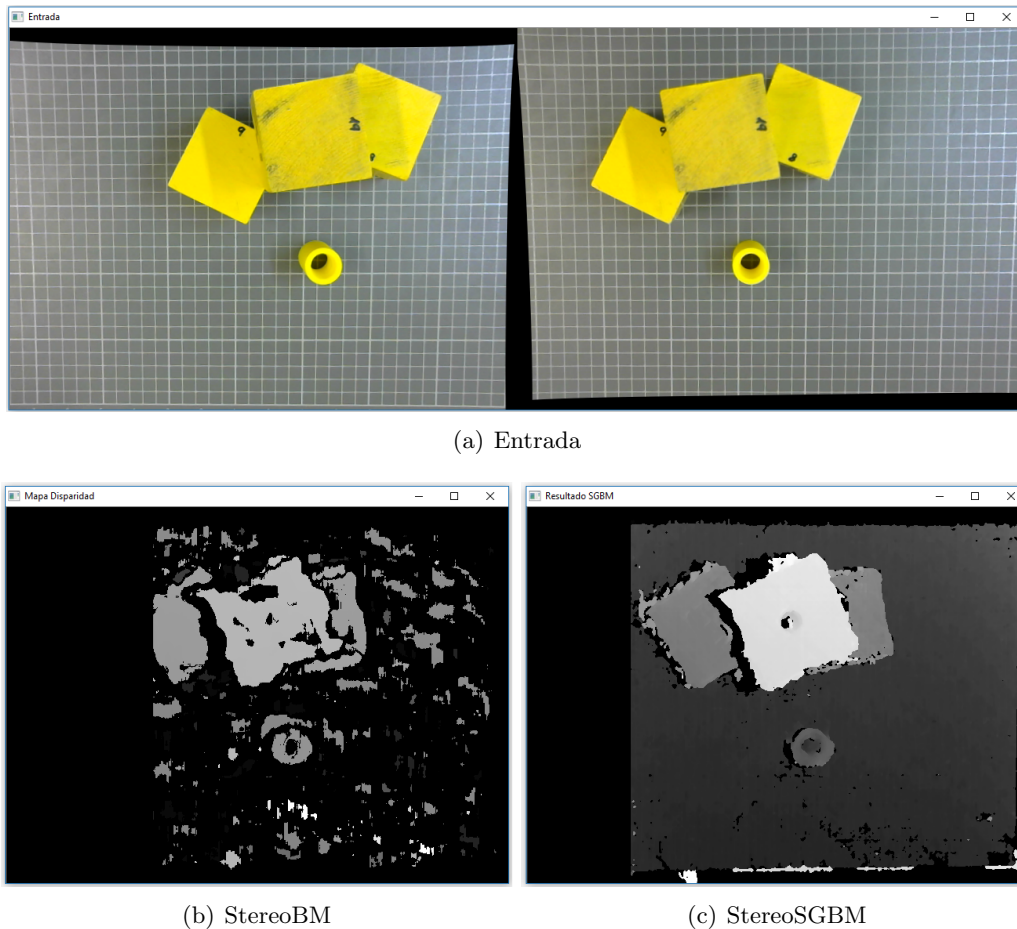 Entrada
(a) Entrada
Mapa Disparidad
Resultado SGBM
(b) StereoBM
(c) StereoSGBM